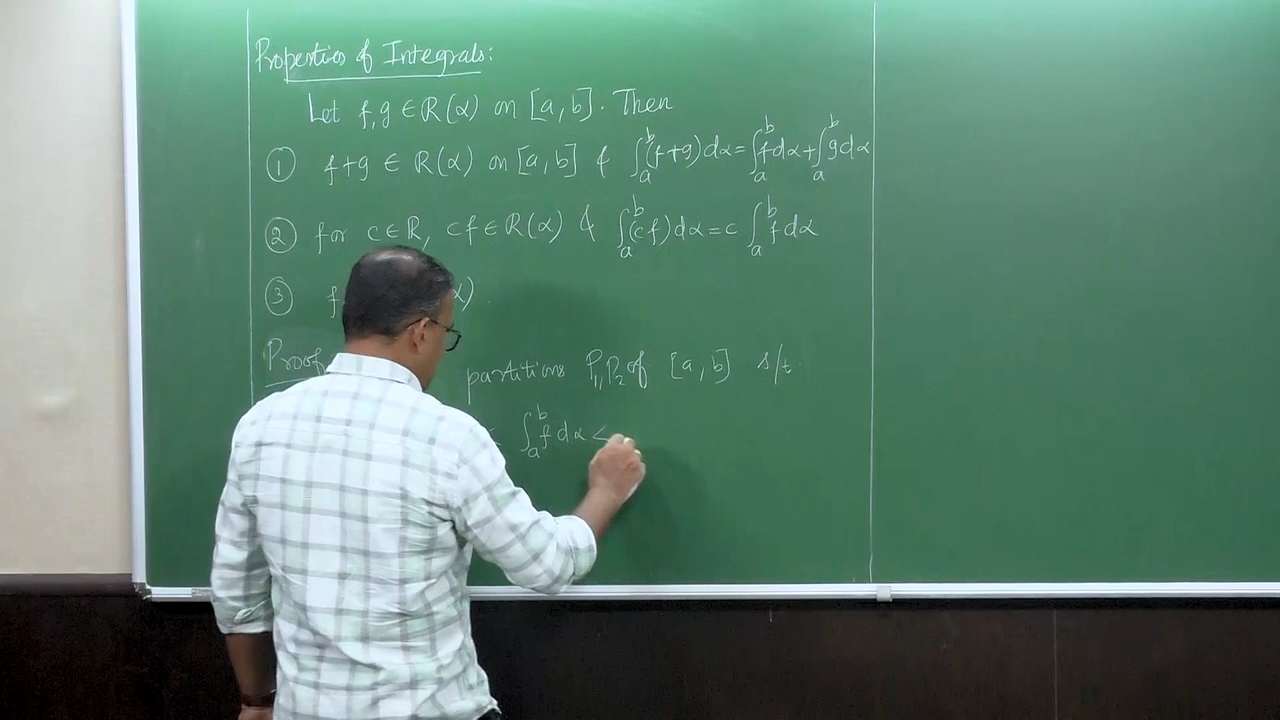 Properties of Integrals:
Let f, g ∈ R(α) on [a, b]. Then
① f+g ∈ R(α) on [a, b] & ∫_a^b (f+g)dα = ∫_a^b f dα + ∫_a^b g dα
② for c ∈ ℝ, cf ∈ R(α) & ∫_a^b (cf)dα = c ∫_a^b f dα
③ f α).
Proof partitions P₁, P₂ of [a, b] s/t
∫_a^b f dα <